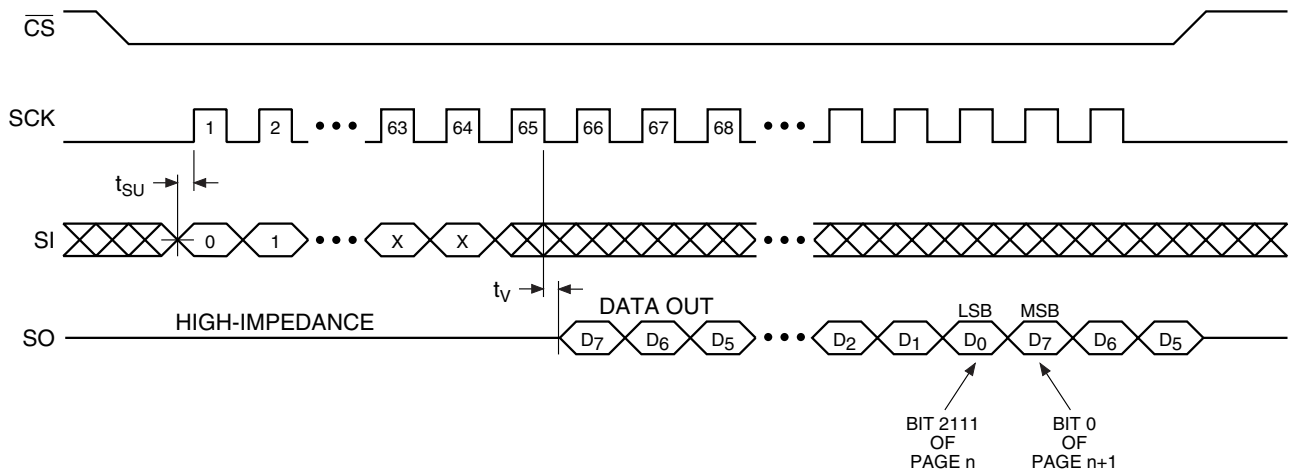 CS
SCK 1 2 ••• 63 64 65 66 67 68 •••
tSU
SI 0 1 ••• X X •••
tV
DATA OUT
LSB MSB
HIGH-IMPEDANCE
SO D7 D6 D5 ••• D2 D1 D0 D7 D6 D5
BIT 2111
OF
PAGE n
BIT 0
OF
PAGE n+1